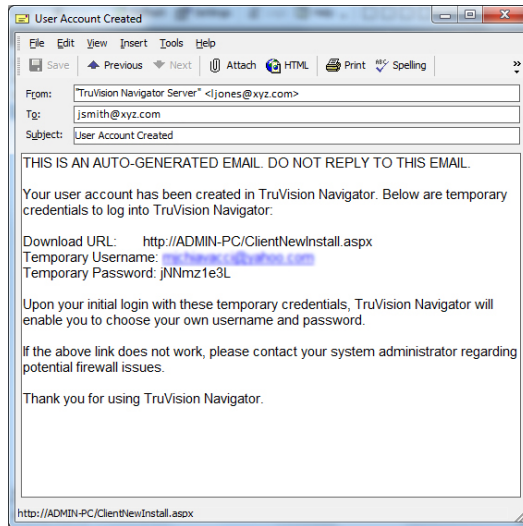 User Account Created
File Edit View Insert Tools Help
Save Previous Next Attach HTML Print ABC Spelling »
From: "TruVision Navigator Server" <ljones@xyz.com>
To: jsmith@xyz.com
Subject: User Account Created
THIS IS AN AUTO-GENERATED EMAIL. DO NOT REPLY TO THIS EMAIL.
Your user account has been created in TruVision Navigator. Below are temporary
credentials to log into TruVision Navigator:
Download URL: http://ADMIN-PC/ClientNewInstall.aspx
Temporary Username:
Temporary Password: jNNmz1e3L
Upon your initial login with these temporary credentials, TruVision Navigator will
enable you to choose your own username and password.
If the above link does not work, please contact your system administrator regarding
potential firewall issues.
Thank you for using TruVision Navigator.
http://ADMIN-PC/ClientNewInstall.aspx